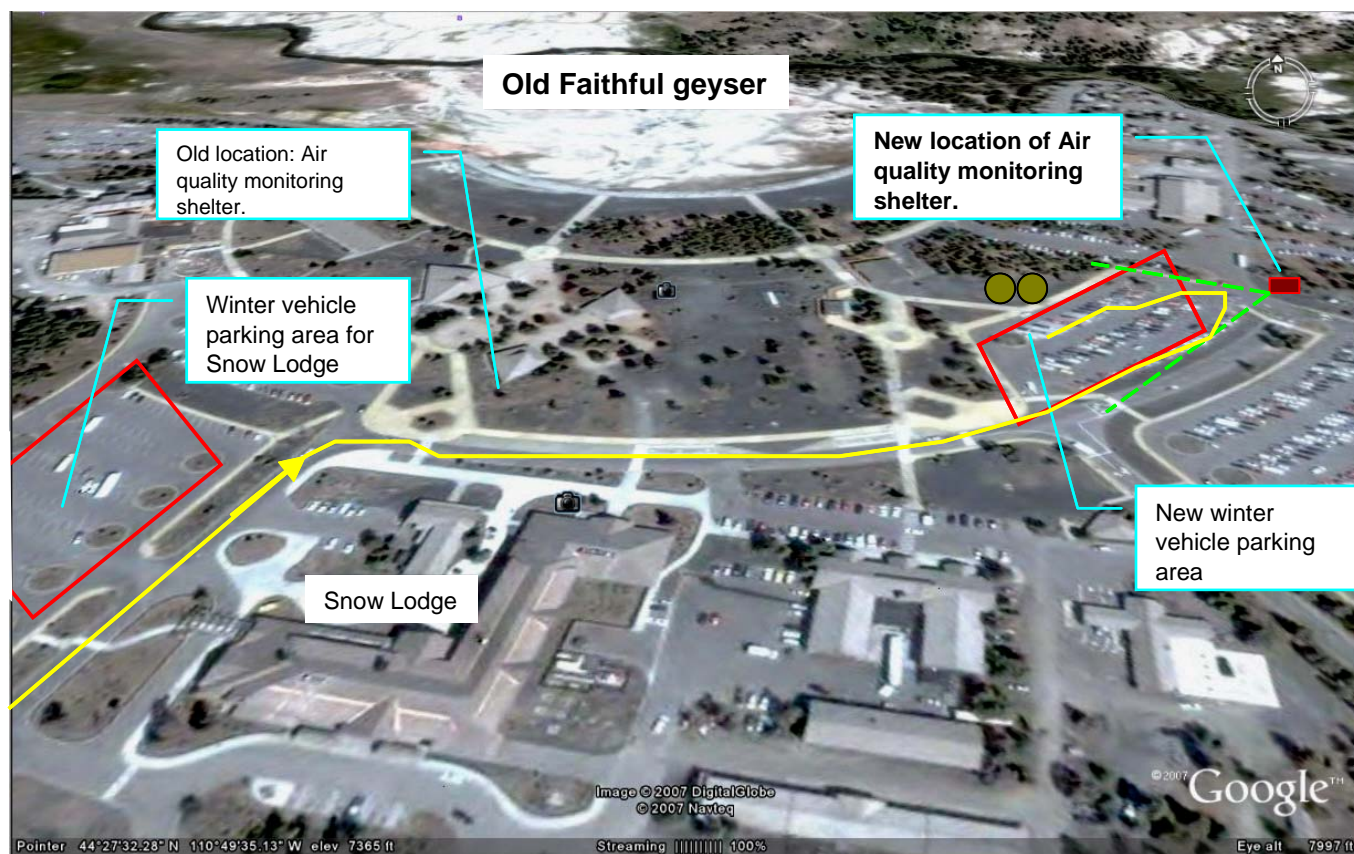 Old Faithful geyser
N
Old location: Air
quality monitoring
shelter.
New location of Air
quality monitoring
shelter.
Winter vehicle
parking area for
Snow Lodge
New winter
vehicle parking
area
Snow Lodge
Image © 2007 DigitalGlobe
© 2007 Navteq
©2007 Google™
Pointer 44°27'32.28" N 110°49'35.13" W elev 7365 ft Streaming ||||||||| 100% Eye alt 7997 ft